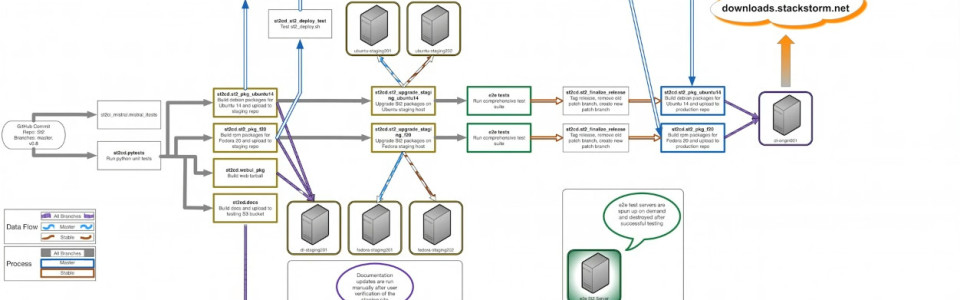 downloads.stackstorm.net
st2cd.st2_deploy_test
Test st2_deploy.sh
ubuntu-staging001
ubuntu-staging002
GitHub Commit
Repo: St2
Branches: master,
v0.8
st2cd.pytests
Run python unit tests
st2cd.st2_pkg_ubuntu14
Build debian packages for
Ubuntu 14 and upload to
staging repo
st2cd.st2_pkg_f20
Build rpm packages for
Fedora 20 and upload to
staging repo
st2cd.webui_pkg
Build web tarball
st2cd.docs
Build docs and upload to
testing S3 bucket
st2cd.st2_upgrade_stagi
ng_ubuntu14
Upgrade St2 packages on
Ubuntu staging host
st2cd.st2_upgrade_stagi
ng_f20
Upgrade St2 packages on
Fedora staging host
e2e tests
Run comprehensive test
suite
e2e tests
Run comprehensive test
suite
st2cd.st2_finalize_release
Tag release, remove old
patch branch, create new
patch branch
st2cd.st2_finalize_release
Tag release, remove old
patch branch, create new
patch branch
st2cd.st2_pkg_ubuntu14
Build debian packages for
Ubuntu 14 and upload to
production repo
st2cd.st2_pkg_f20
Build rpm packages for
Fedora 20 and upload to
production repo
dl-origin001
dl-staging001
fedora-staging001
fedora-staging002
Data Flow
All Branches
Master
Stable
Process
All Branches
Master
Stable
Documentation
updates are run
manually after user
verification of the
e2e test servers are
spun up on demand
and destroyed after
successful testing
e2e St2 Server